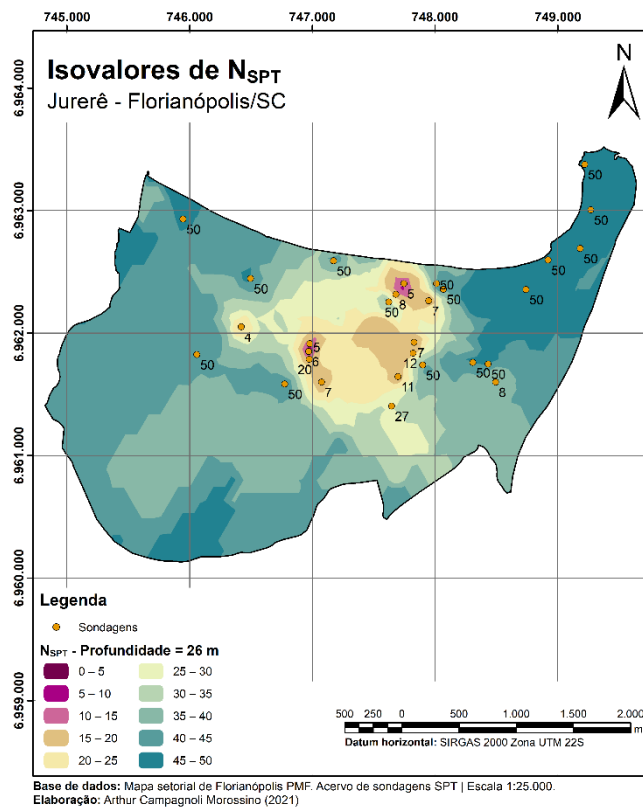 745.000 746.000 747.000 748.000 749.000
Isovalores de NSPT
Jurerê - Florianópolis/SC
N
6.964.000
6.963.000
6.962.000
6.961.000
6.960.000
6.959.000
50
50
50
50
50
50
50
50
4
5
50
50
8
50
7
4
5
6
20
7
12
50
11
50
50
8
50
50
27
Legenda
Sondagens
NSPT - Profundidade = 26 m
0 – 5 25 – 30
5 – 10 30 – 35
10 – 15 35 – 40
15 – 20 40 – 45
20 – 25 45 – 50
500 250 0 500 1.000 1.500 2.000
m
Datum horizontal: SIRGAS 2000 Zona UTM 22S
Base de dados: Mapa setorial de Florianópolis PMF. Acervo de sondagens SPT | Escala 1:25.000.
Elaboração: Arthur Campagnoli Morossino (2021)